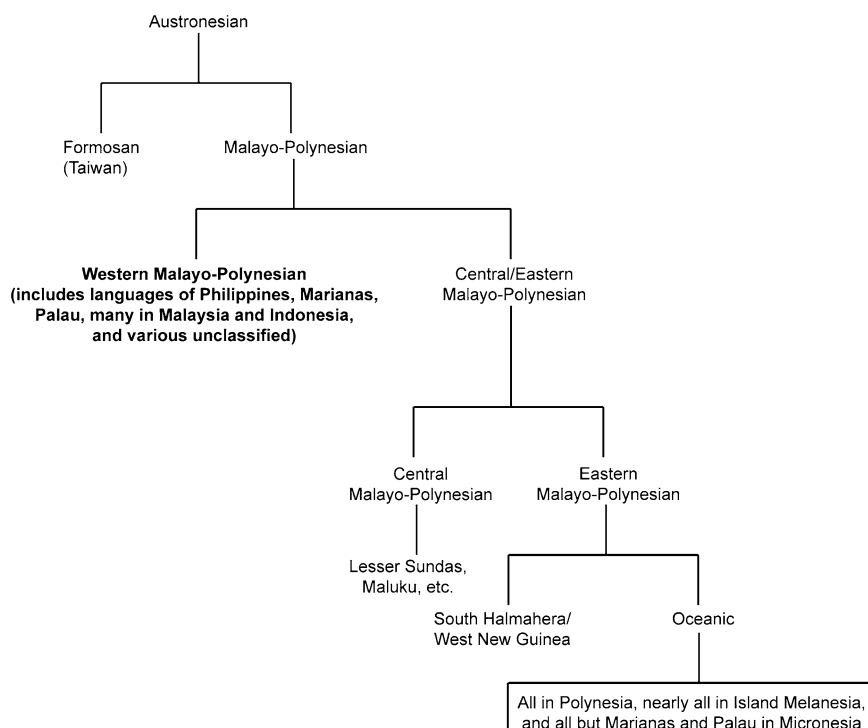 Austronesian
Formosan
(Taiwan)
Malayo-Polynesian
Western Malayo-Polynesian
(includes languages of Philippines, Marianas,
Palau, many in Malaysia and Indonesia,
and various unclassified)
Central/Eastern
Malayo-Polynesian
Central
Malayo-Polynesian
Eastern
Malayo-Polynesian
Lesser Sundas,
Maluku, etc.
South Halmahera/
West New Guinea
Oceanic
All in Polynesia, nearly all in Island Melanesia,
and all but Marianas and Palau in Micronesia